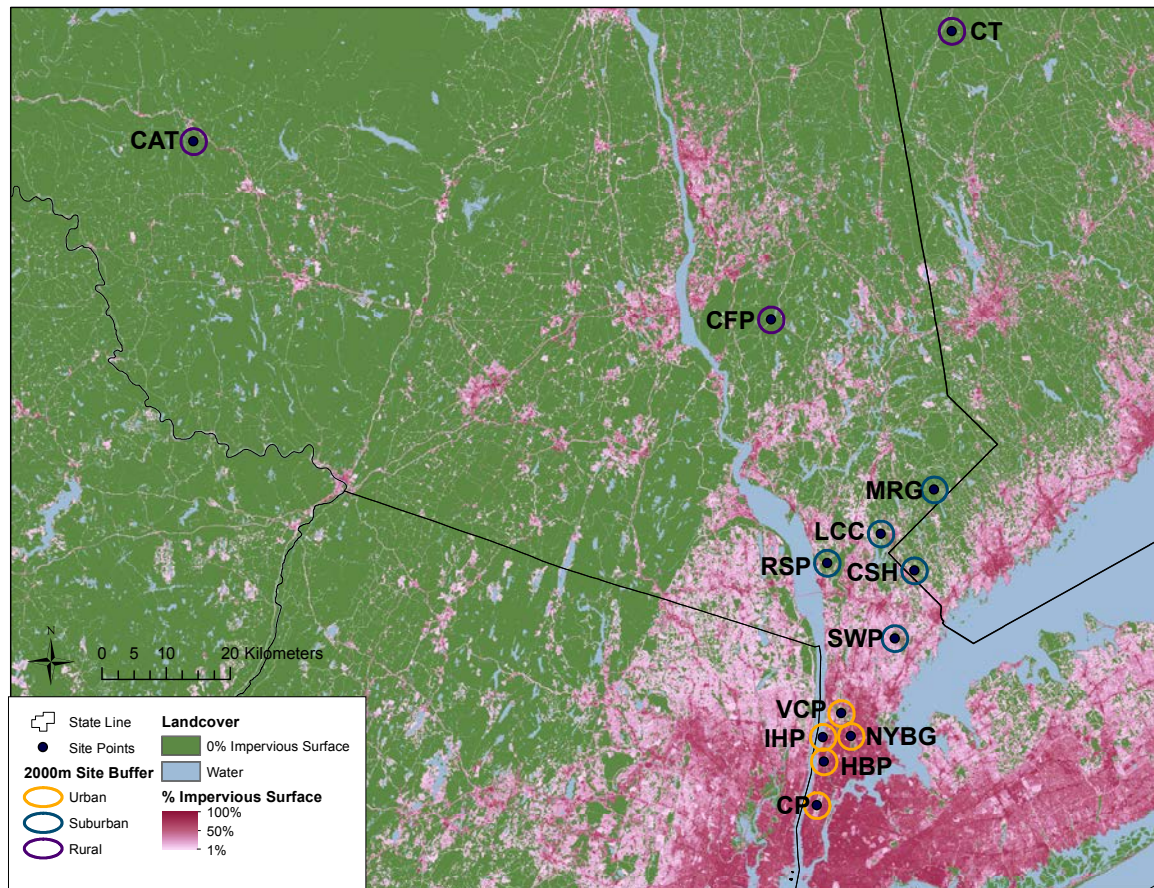 CT
CAT
CFP
MRG
LCC
RSP
CSH
SWP
N
0 5 10 20 Kilometers
VCP
IHP
NYBG
HBP
CP
State Line
Site Points
2000m Site Buffer
Urban
Suburban
Rural
Landcover
0% Impervious Surface
Water
% Impervious Surface
100%
50%
1%